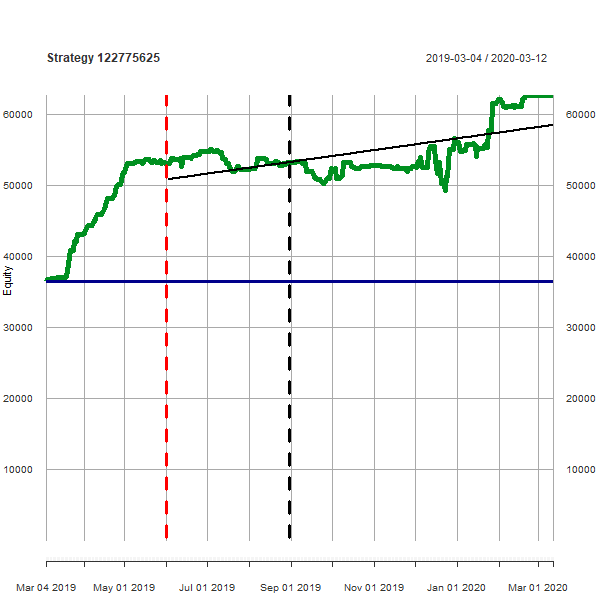 Strategy 122775625
2019-03-04 / 2020-03-12
60000
60000
50000
50000
40000
40000
Equity
30000
30000
20000
20000
10000
10000
Mar 04 2019
May 01 2019
Jul 01 2019
Sep 01 2019
Nov 01 2019
Jan 01 2020
Mar 01 2020